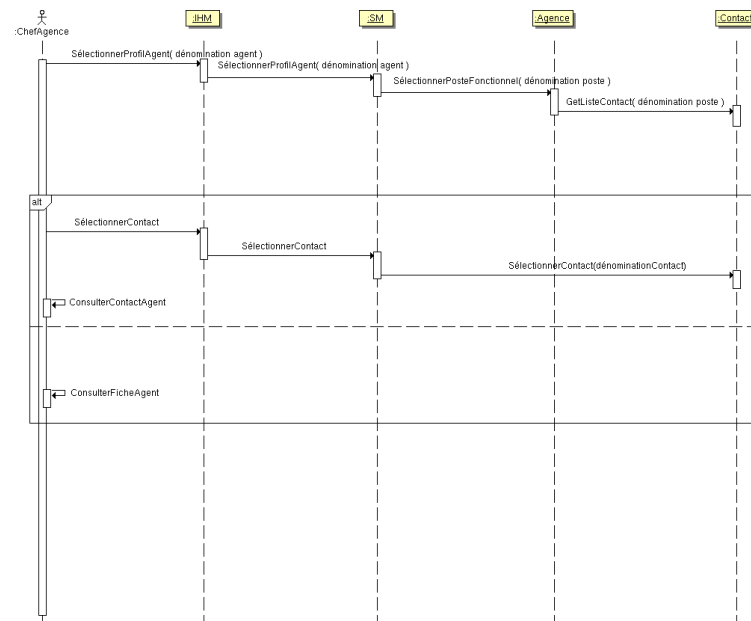 :ChefAgence
:IHM
:SM
:Agence
:Contact
SélectionnerProfilAgent( dénomination agent )
SélectionnerProfilAgent( dénomination agent )
SélectionnerPosteFonctionnel( dénomination poste )
GetListeContact( dénomination poste )
alt
SélectionnerContact
SélectionnerContact
SélectionnerContact(dénominationContact)
ConsulterContactAgent
ConsulterFicheAgent